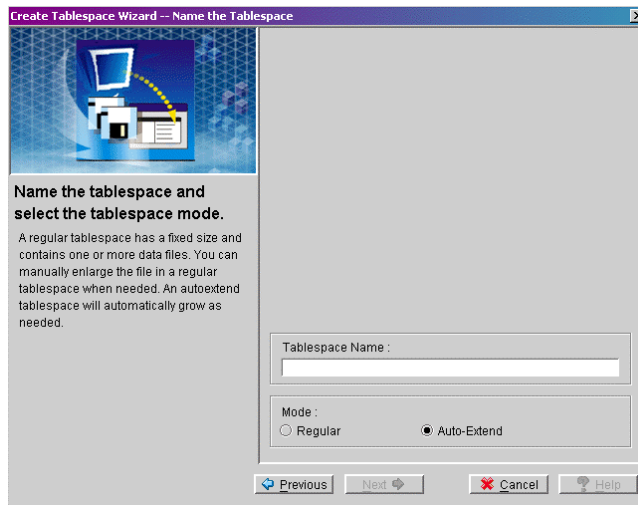 Create Tablespace Wizard -- Name the Tablespace
Name the tablespace and
select the tablespace mode.
A regular tablespace has a fixed size and
contains one or more data files. You can
manually enlarge the file in a regular
tablespace when needed. An autoextend
tablespace will automatically grow as
needed.
Tablespace Name :
Mode :
Regular
Auto-Extend
Previous
Next
Cancel
Help